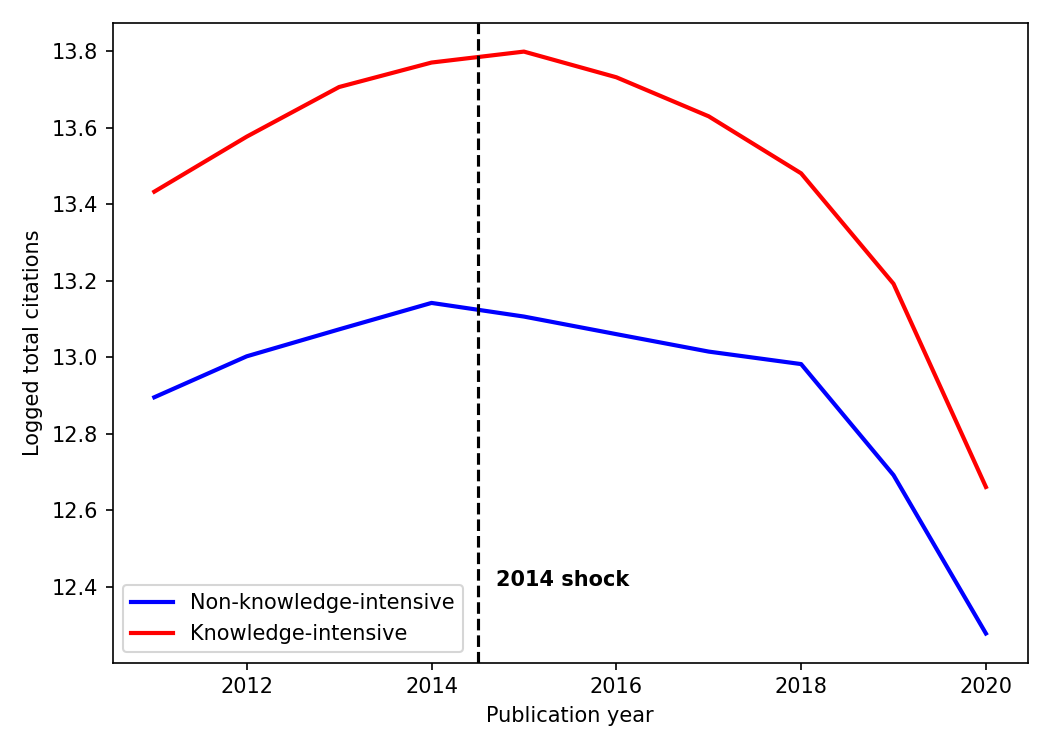 13.8
13.6
13.4
13.2
13.0
12.8
12.6
12.4
Logged total citations
2014 shock
Non-knowledge-intensive
Knowledge-intensive
2012 2014 2016 2018 2020
Publication year